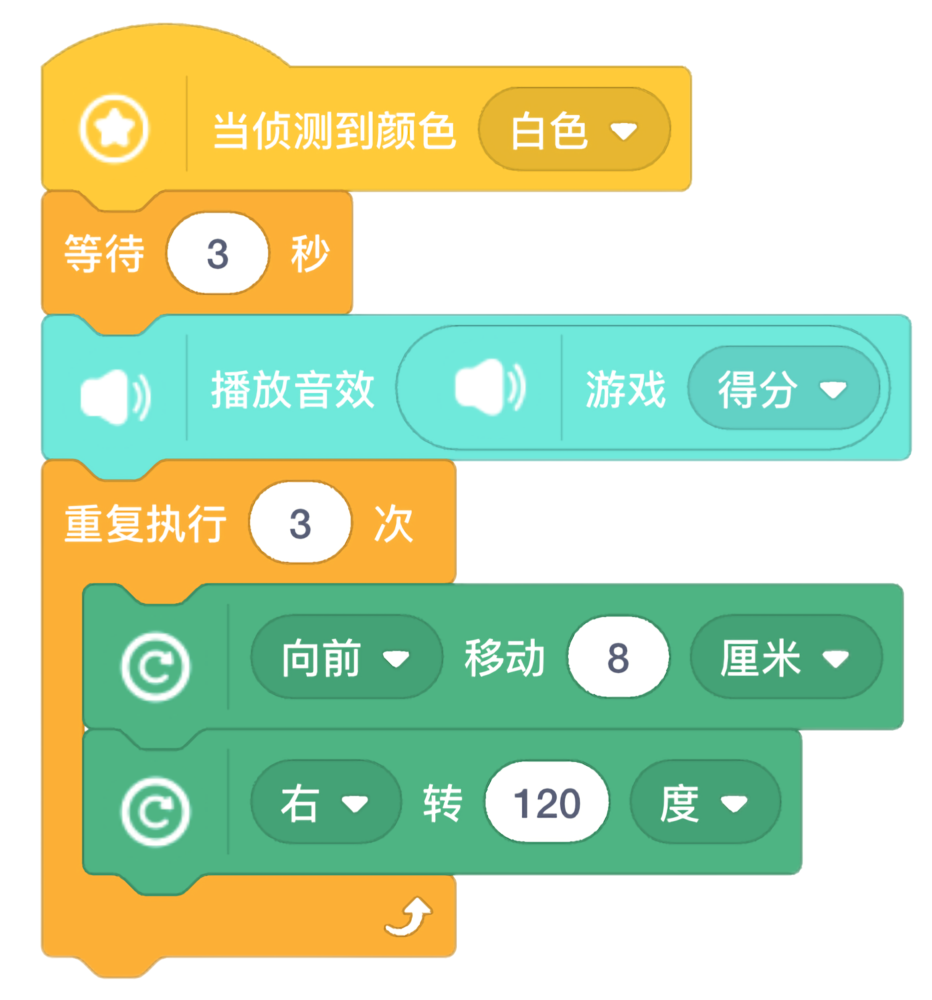 当侦测到颜色 白色
等待 3 秒
播放音效 游戏 得分
重复执行 3 次
向前 移动 8 厘米
右 转 120 度